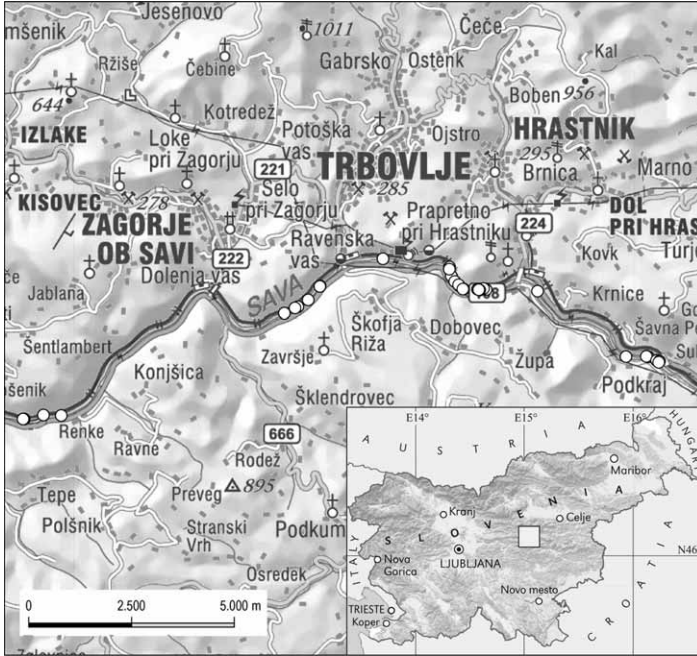 Jesenovo
1011
Čeče
mšenik
Ržiše
Čebine
Gabrsko
Ostenk
Kal
644
Kotredež
Boben 956
IZLAKE
Loke
pri Zagorju
Potoška
vas
Ojstro
HRASTNIK
221
TRBOVLJE
295
Brnica
Marno
KISOVEC
278
Selo
pri Zagorju
285
Prapretno
pri Hrastniku
DOL
PRI HRAS
ZAGORJE
OB SAVI
222
Ravenska
vas
224
Kovk
Turje
Jablana
Dolenja vas
SAVA
Krnice
Šentlambert
Škofja
Riža
Dobovec
Šavna P
Konjšica
Završje
Župa
Podkraj
ošenik
Šklendrovec
Renke
Ravne
666
Rodež
Tepe
Preveg
895
Polšnik
Stranski
Vrh
Podkum
Osredek
0
2.500
5.000 m
E14°
E15°
E16°
AUSTRIA
HUNGARY
Maribor
Kranj
SLOVENIA
Celje
LJUBLJANA
N46
ITALY
Nova
Gorica
Novo mesto
TRIESTE
Koper
CROATIA